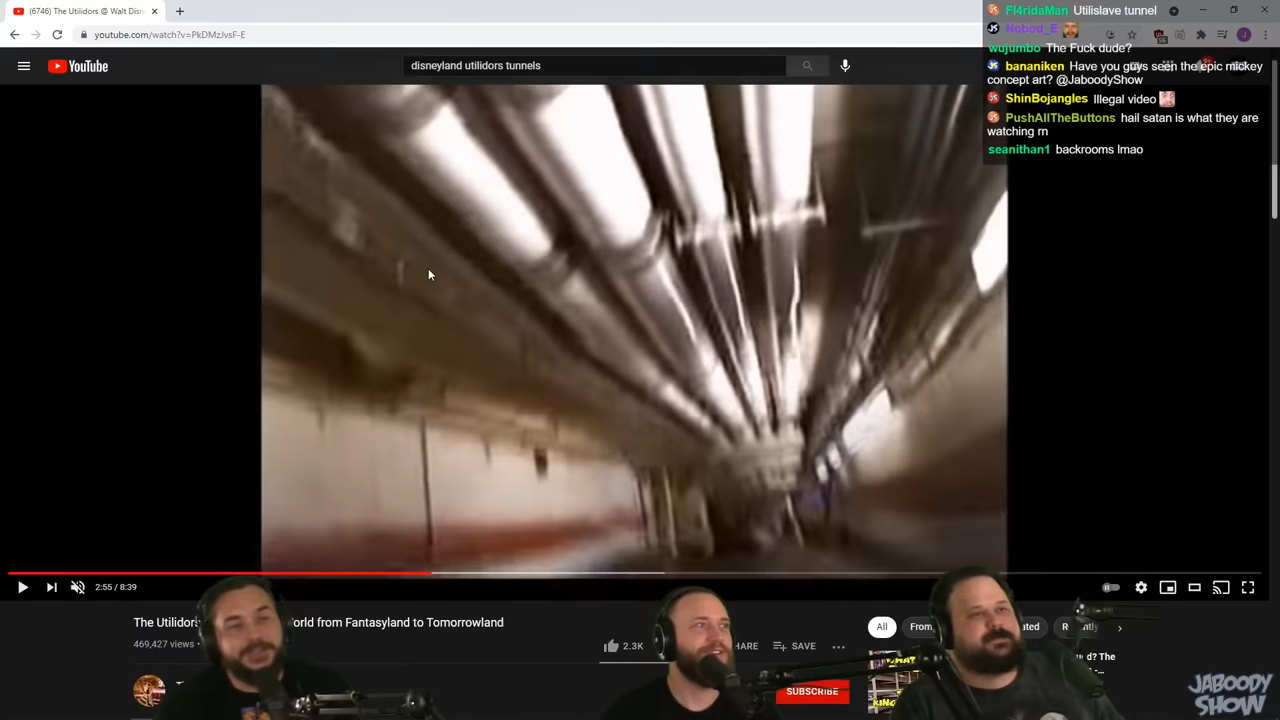 (6746) The Utilidors @ Walt Disn
youtube.com/watch?v=PkDMzJvsF-E
YouTube
disneyland utilidors tunnels
Fl4ridaMan Utilislave tunnel
Nobod_E
wujumbo The Fuck dude?
bananiken Have you guys seen the epic mickey
concept art? @JaboodyShow
ShinBojangles Illegal video
PushAllTheButtons hail satan is what they are
watching rn
seanithan1 backrooms lmao
2:55 / 8:39
The Utilidors World from Fantasyland to Tomorrowland
469,427 views
2.3K
HARE
SAVE
SUBSCRIBE
All
From
JABOODY
SHOW